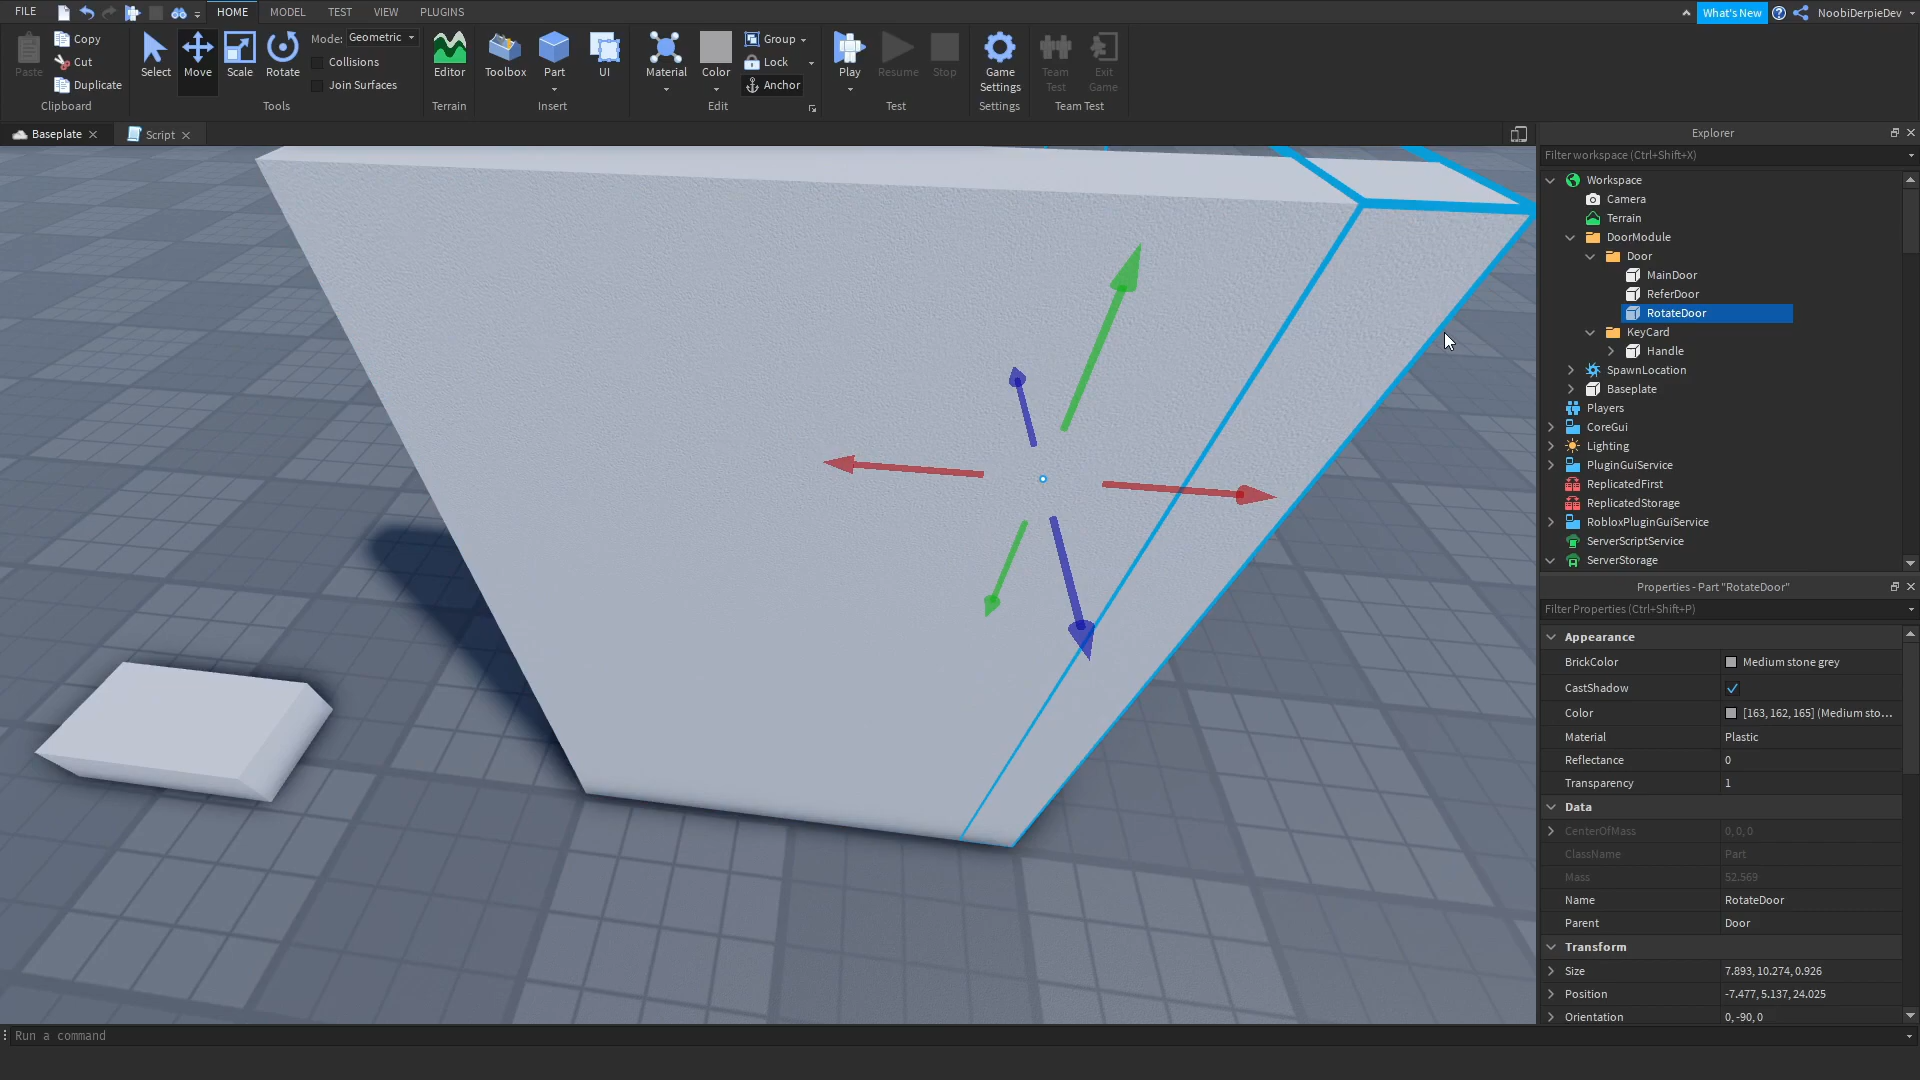 FILE HOME MODEL TEST VIEW PLUGINS What's New NoobiDerpieDev
Paste Copy Cut Duplicate Clipboard
Select Move Scale Rotate Mode: Geometric Collisions Join Surfaces Tools
Editor Terrain
Toolbox Part UI Insert
Material Color Group Lock Anchor Edit
Play Resume Stop Test
Game Settings Settings
Team Test Exit Game Team Test
Baseplate Script
Explorer
Filter workspace (Ctrl+Shift+X)
Workspace
Camera
Terrain
DoorModule
Door
MainDoor
ReferDoor
RotateDoor
KeyCard
Handle
SpawnLocation
Baseplate
Players
CoreGui
Lighting
PluginGuiService
ReplicatedFirst
ReplicatedStorage
RobloxPluginGuiService
ServerScriptService
ServerStorage
Properties - Part "RotateDoor"
Filter Properties (Ctrl+Shift+P)
Appearance
BrickColor Medium stone grey
CastShadow
Color [163, 162, 165] (Medium sto...
Material Plastic
Reflectance 0
Transparency 1
Data
CenterOfMass 0, 0, 0
ClassName Part
Mass 52.569
Name RotateDoor
Parent Door
Transform
Size 7.893, 10.274, 0.926
Position -7.477, 5.137, 24.025
Orientation 0, -90, 0
Run a command